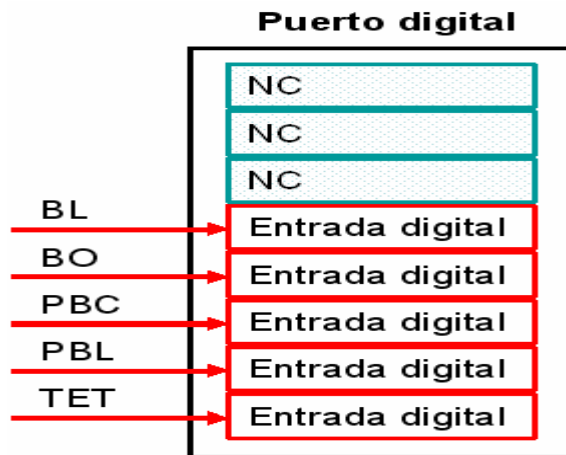 Puerto digital
NC
NC
NC
BL
Entrada digital
BO
Entrada digital
PBC
Entrada digital
PBL
Entrada digital
TET
Entrada digital